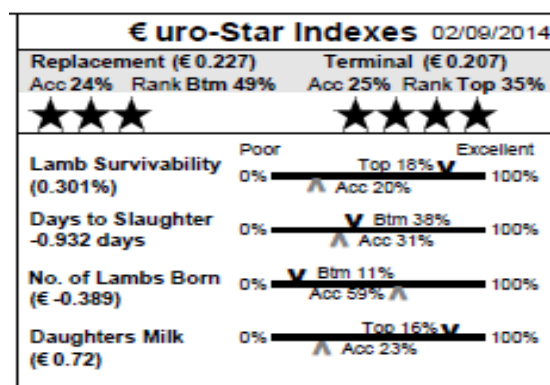 €uro-Star Indexes 02/09/2014
Replacement (€0.227) Terminal (€0.207)
Acc 24% Rank Btm 49% Acc 25% Rank Top 35%
Poor Excellent
Lamb Survivability 0% Top 18% 100%
(0.301%) Acc 20%
Days to Slaughter 0% Btm 38% 100%
-0.932 days Acc 31%
No. of Lambs Born 0% Btm 11% 100%
(€-0.389) Acc 59%
Daughters Milk 0% Top 16% 100%
(€0.72) Acc 23%